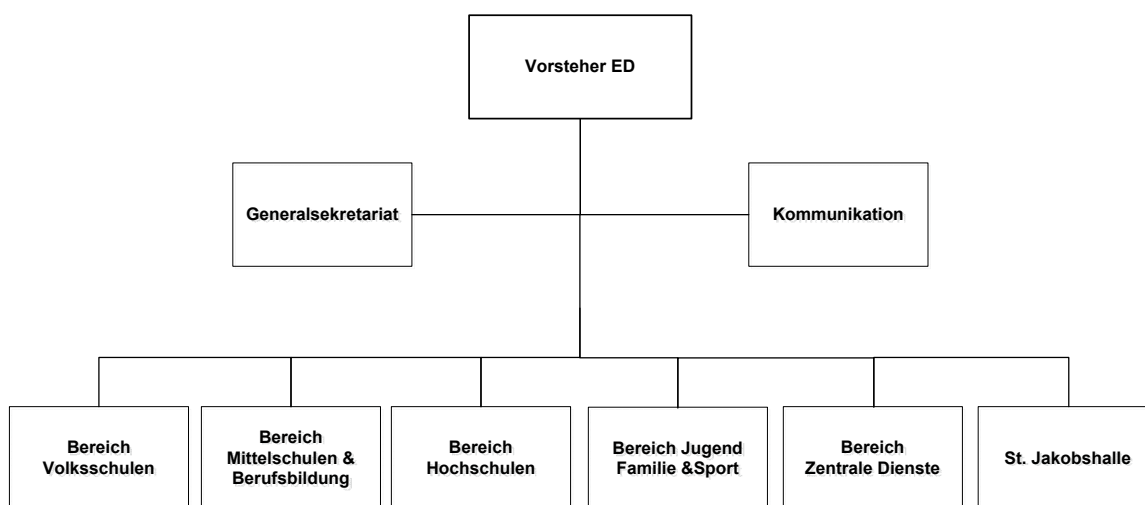 Vorsteher ED
Generalsekretariat
Kommunikation
Bereich
Volksschulen
Bereich
Mittelschulen &
Berufsbildung
Bereich
Hochschulen
Bereich Jugend
Familie &Sport
Bereich
Zentrale Dienste
St. Jakobshalle